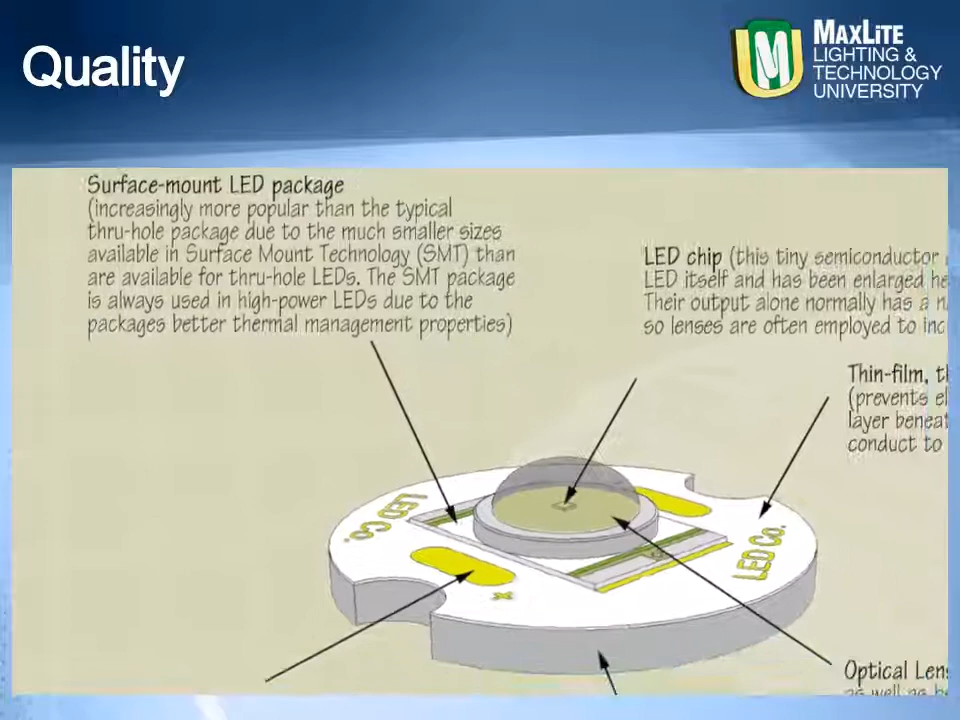 Quality
MAXLITE
LIGHTING &
TECHNOLOGY
UNIVERSITY
Surface-mount LED package
(increasingly more popular than the typical
thru-hole package due to the much smaller sizes
available in Surface Mount Technology (SMT) than
are available for thru-hole LEDs. The SMT package
is always used in high-power LEDs due to the
packages better thermal management properties)
LED chip (this tiny semiconductor
LED itself and has been enlarged
Their output alone normally has a
so lenses are often employed to
Thin-film,
(prevents
layer
conduct to
LED Co.
LED Co.
+
Optical
as well as